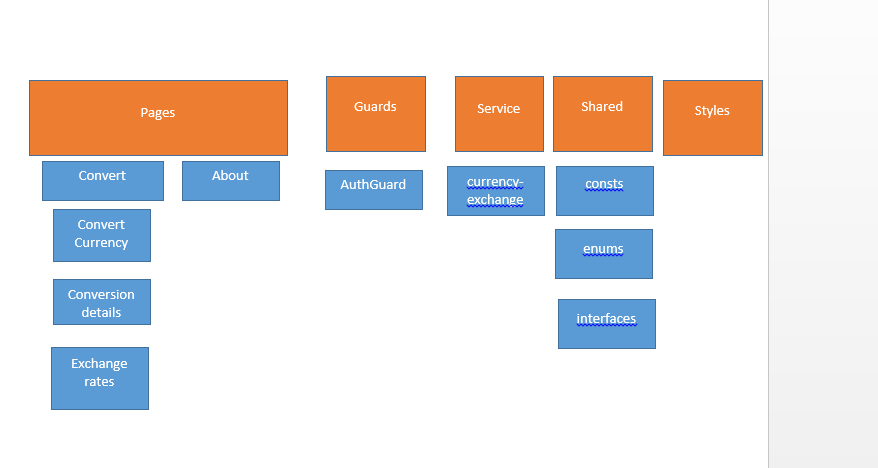 Pages
Guards
Service
Shared
Styles
Convert
About
AuthGuard
currency-
exchange
consts
Convert
Currency
enums
Conversion
details
interfaces
Exchange
rates